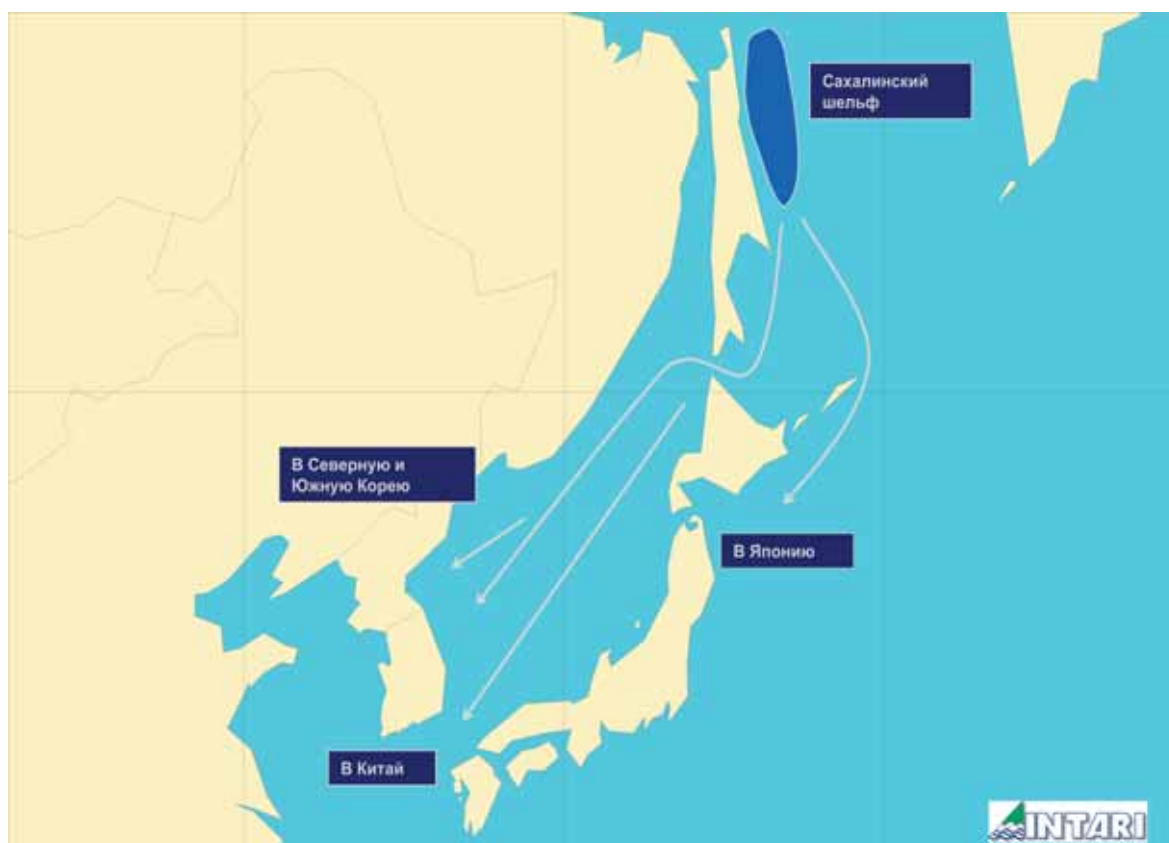 Сахалинский
шельф
В Северную и
Южную Корею
В Японию
В Китай
INTARI